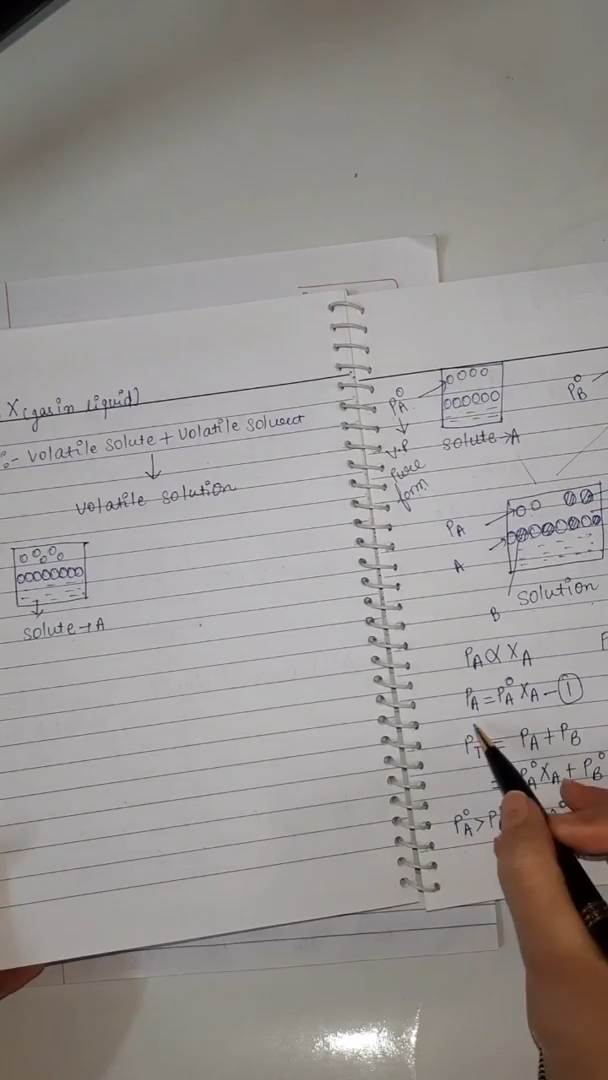 X (gas in liquid)
:- volatile solute + volatile solvent
↓
volatile solution
solute → A
P°A
↓
v.p
pure
form
solute → A
P°B
PA
A
B
solution
PA ∝ XA
P
PA = P°A XA - ①
PT = PA + PB
= P°A XA + P°B
P°A > P